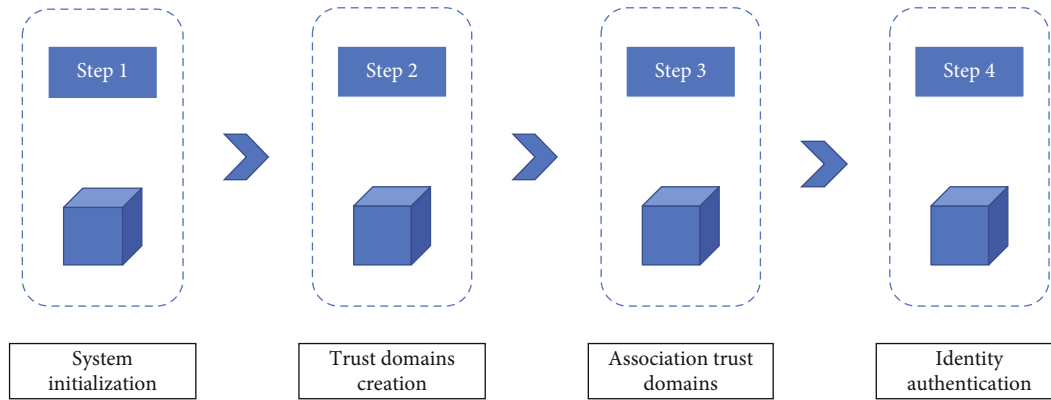 Step 1
Step 2
Step 3
Step 4
System
initialization
Trust domains
creation
Association trust
domains
Identity
authentication